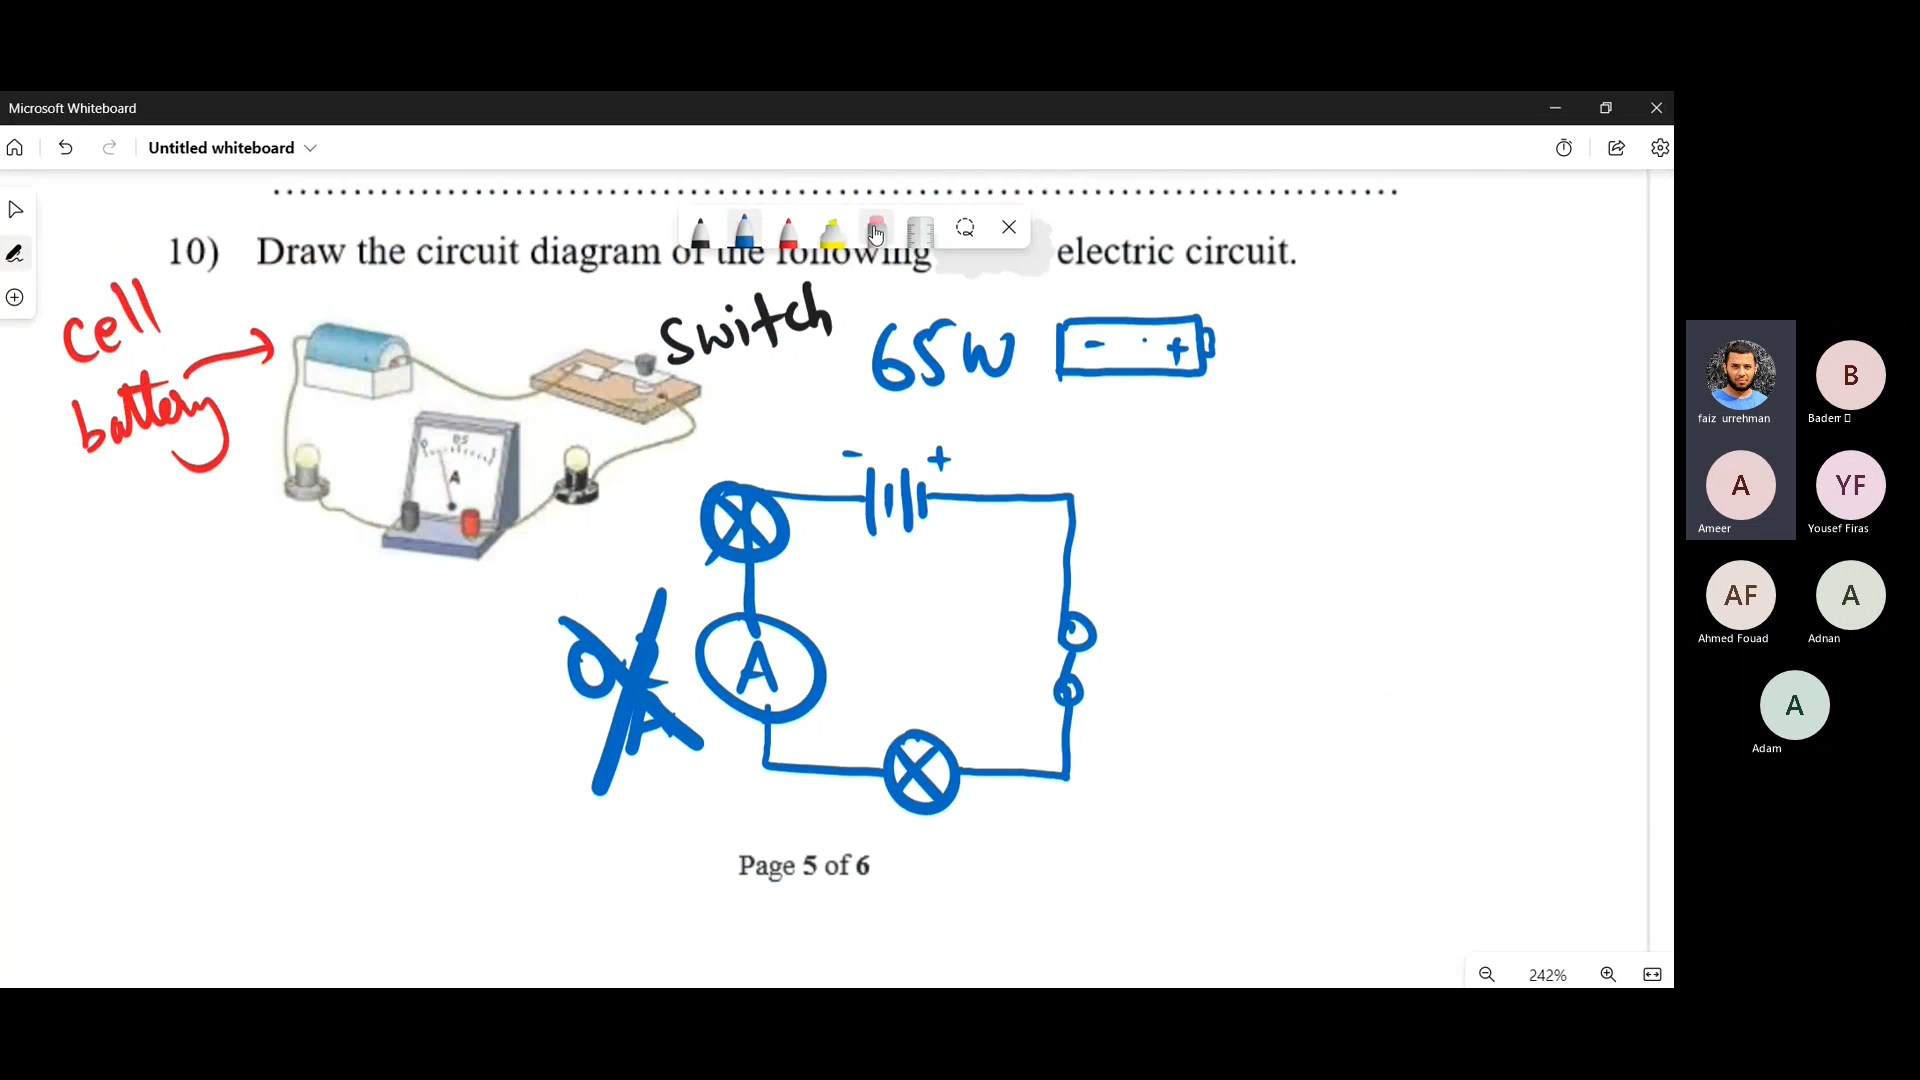 Microsoft Whiteboard
Untitled whiteboard
10) Draw the circuit diagram of the following electric circuit.
Cell
battery
Switch
65W
- +
- +
A
A
A
faiz urrehman
B
Baderr
A
Ameer
YF
Yousef Firas
AF
Ahmed Fouad
A
Adnan
A
Adam
Page 5 of 6
242%